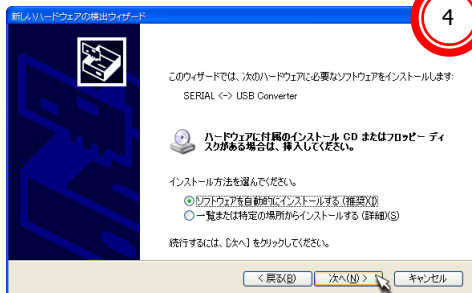 新しいハードウェアの検出ウィザード
4
このウィザードでは、次のハードウェアに必要なソフトウェアをインストールします:
SERIAL <-> USB Converter
ハードウェアに付属のインストール CD またはフロッピー ディ
スクがある場合は、挿入してください。
インストール方法を選んでください。
ソフトウェアを自動的にインストールする (推奨)(I)
一覧または特定の場所からインストールする (詳細)(S)
続行するには、[次へ] をクリックしてください。
< 戻る(B)
次へ(N) >
キャンセル